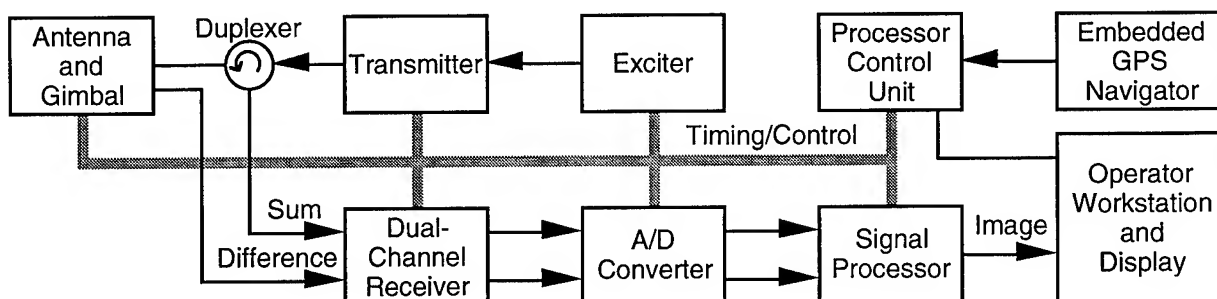 Duplexer
Antenna
and
Gimbal
Transmitter
Exciter
Processor
Control
Unit
Embedded
GPS
Navigator
Timing/Control
Sum
Difference
Dual-
Channel
Receiver
A/D
Converter
Signal
Processor
Image
Operator
Workstation
and
Display